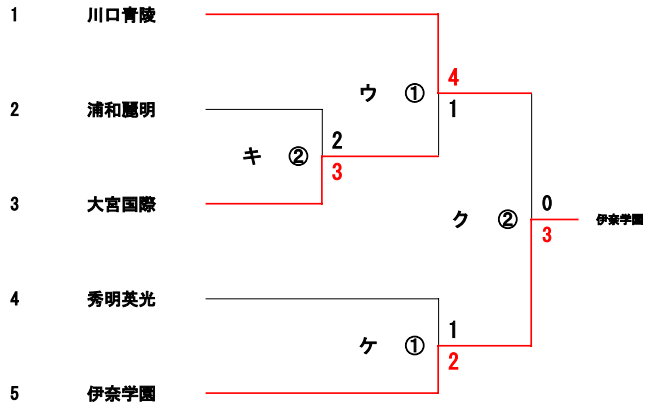 1 川口青陵
4
ウ ①
1
2 浦和麗明
2
キ ②
3
3 大宮国際
0
ク ②
伊奈学園
3
4 秀明英光
1
ケ ①
2
5 伊奈学園